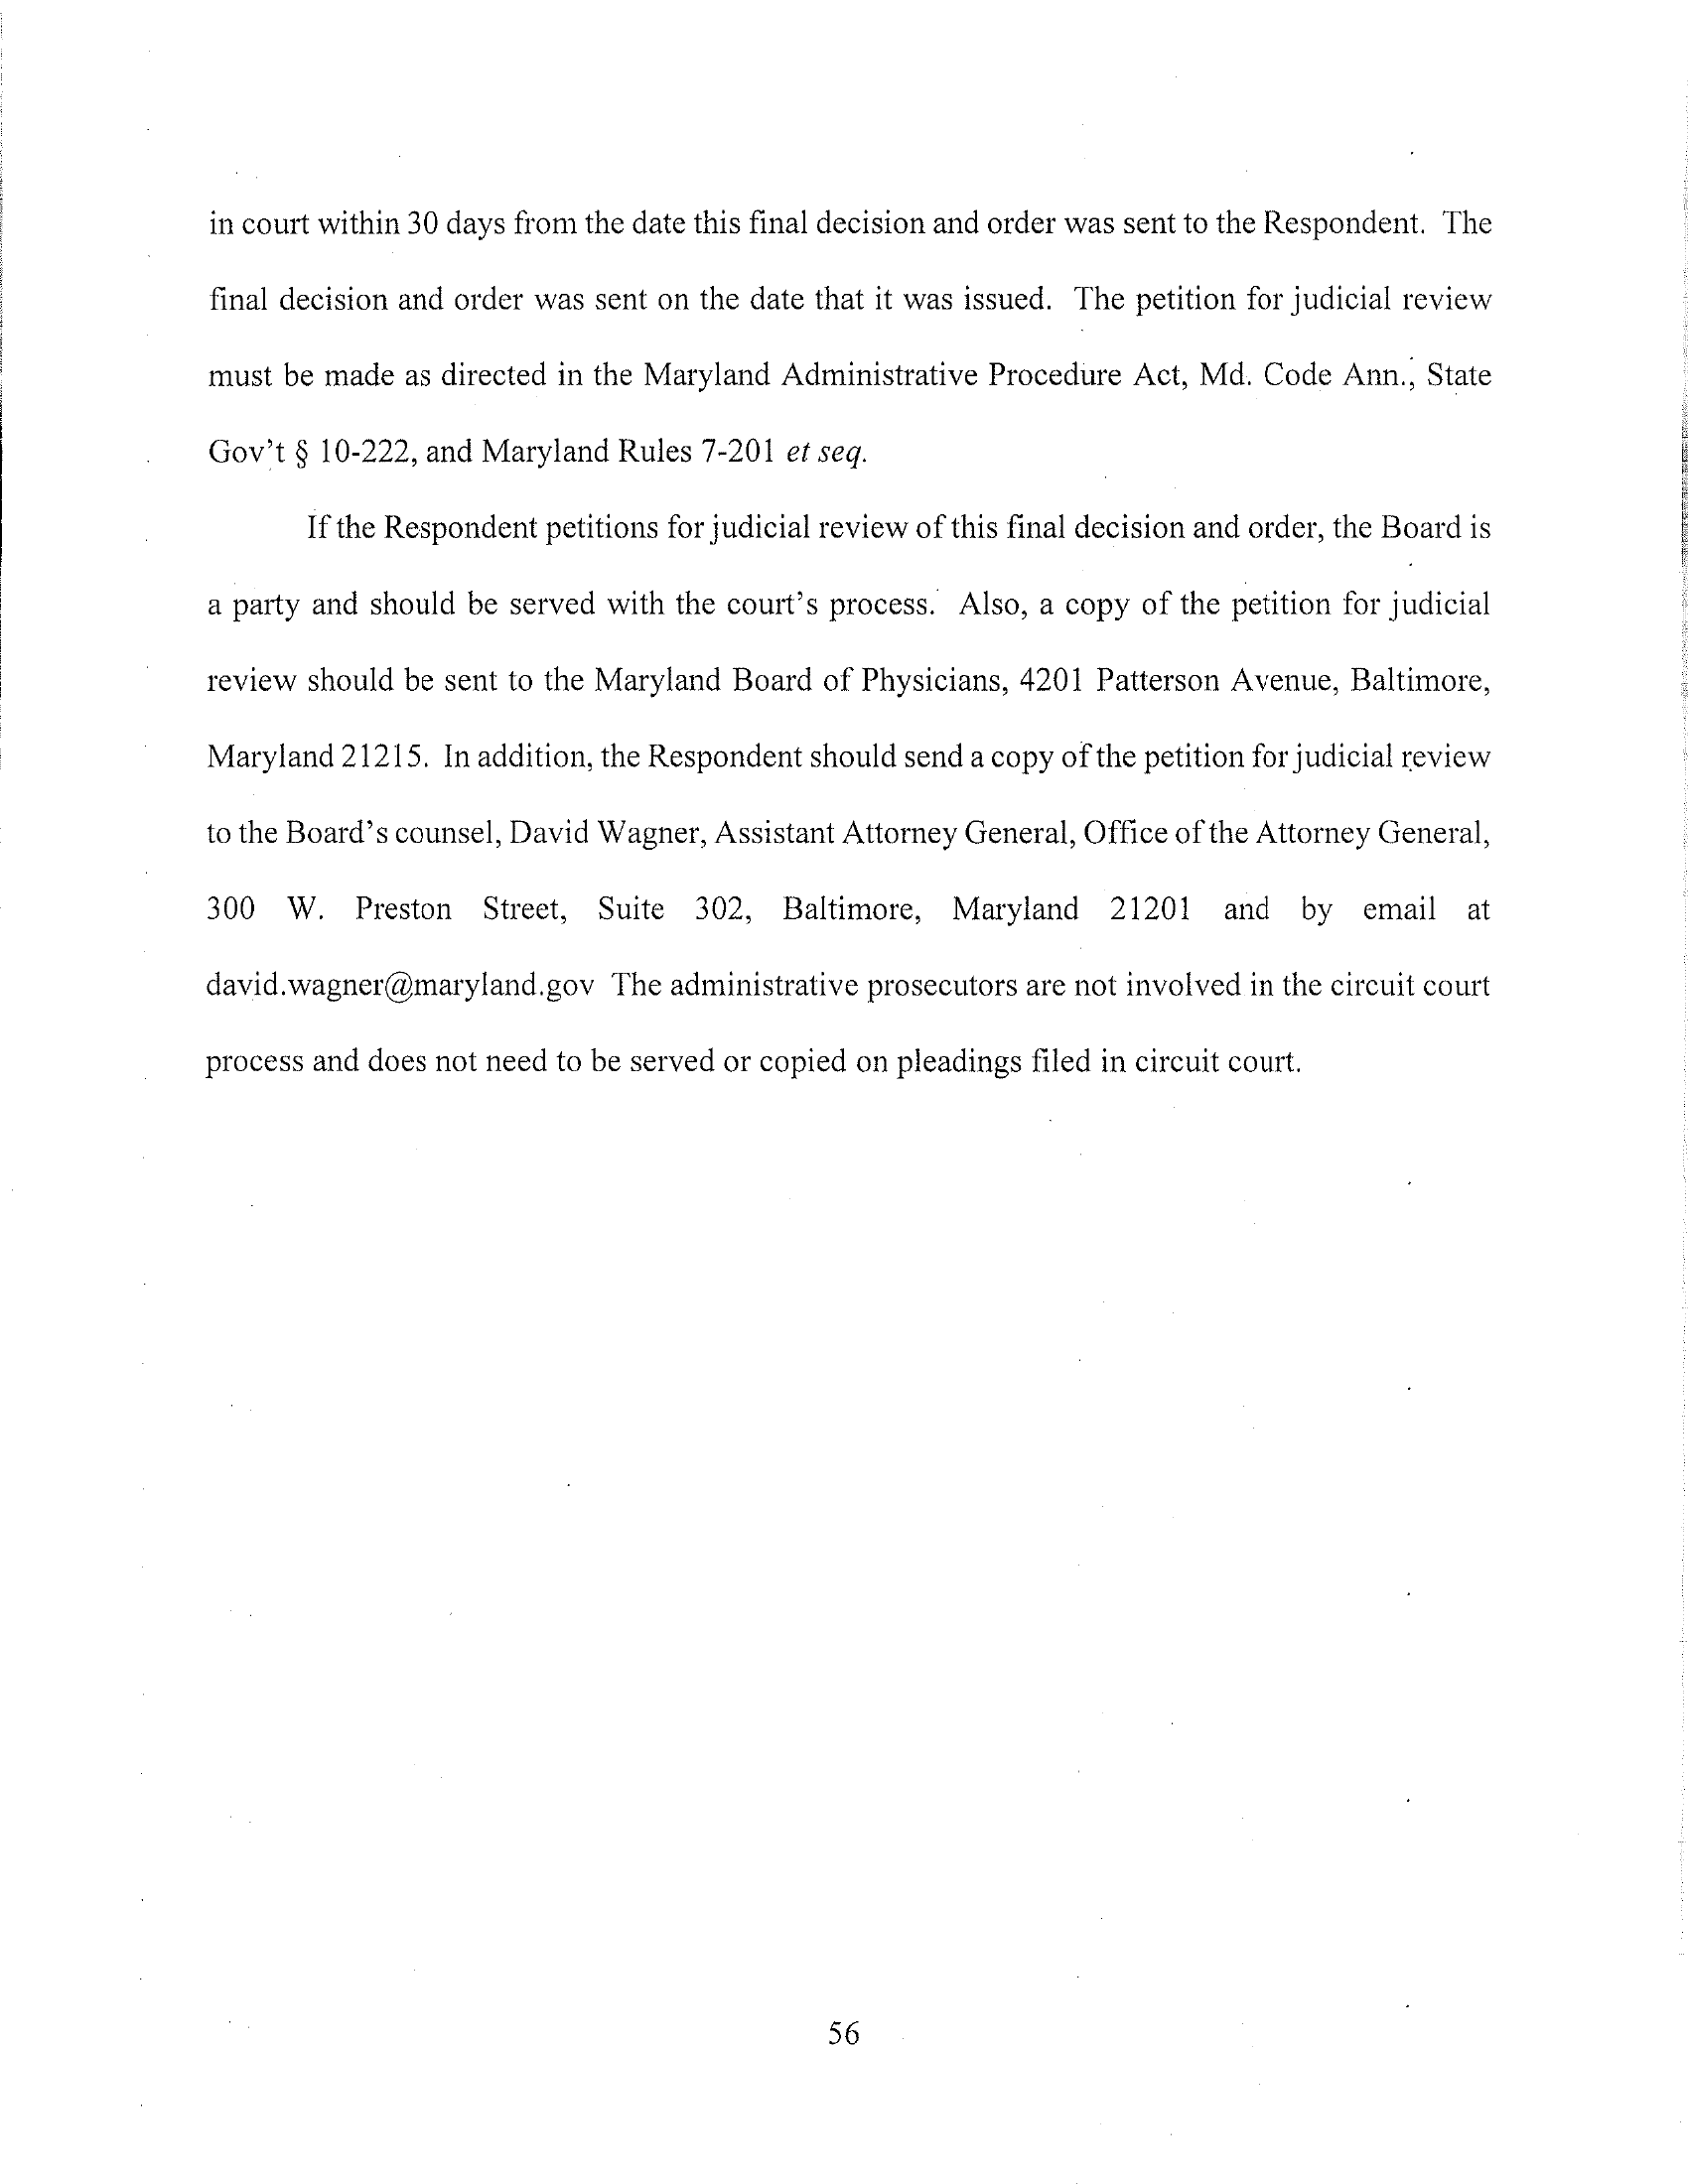 in court within 30 days from the date this final decision and order was sent to the Respondent. The
final decision and order was sent on the date that it was issued. The petition for judicial review
must be made as directed in the Maryland Administrative Procedure Act, Md. Code Ann., State
Gov't § 10-222, and Maryland Rules 7-201 et seq.
If the Respondent petitions for judicial review of this final decision and order, the Board is
a party and should be served with the court's process. Also, a copy of the petition for judicial
review should be sent to the Maryland Board of Physicians, 4201 Patterson Avenue, Baltimore,
Maryland 21215. In addition, the Respondent should send a copy of the petition for judicial review
to the Board's counsel, David Wagner, Assistant Attorney General, Office of the Attorney General,
300 W. Preston Street, Suite 302, Baltimore, Maryland 21201 and by email at
david.wagner@maryland.gov The administrative prosecutors are not involved in the circuit court
process and does not need to be served or copied on pleadings filed in circuit court.
56